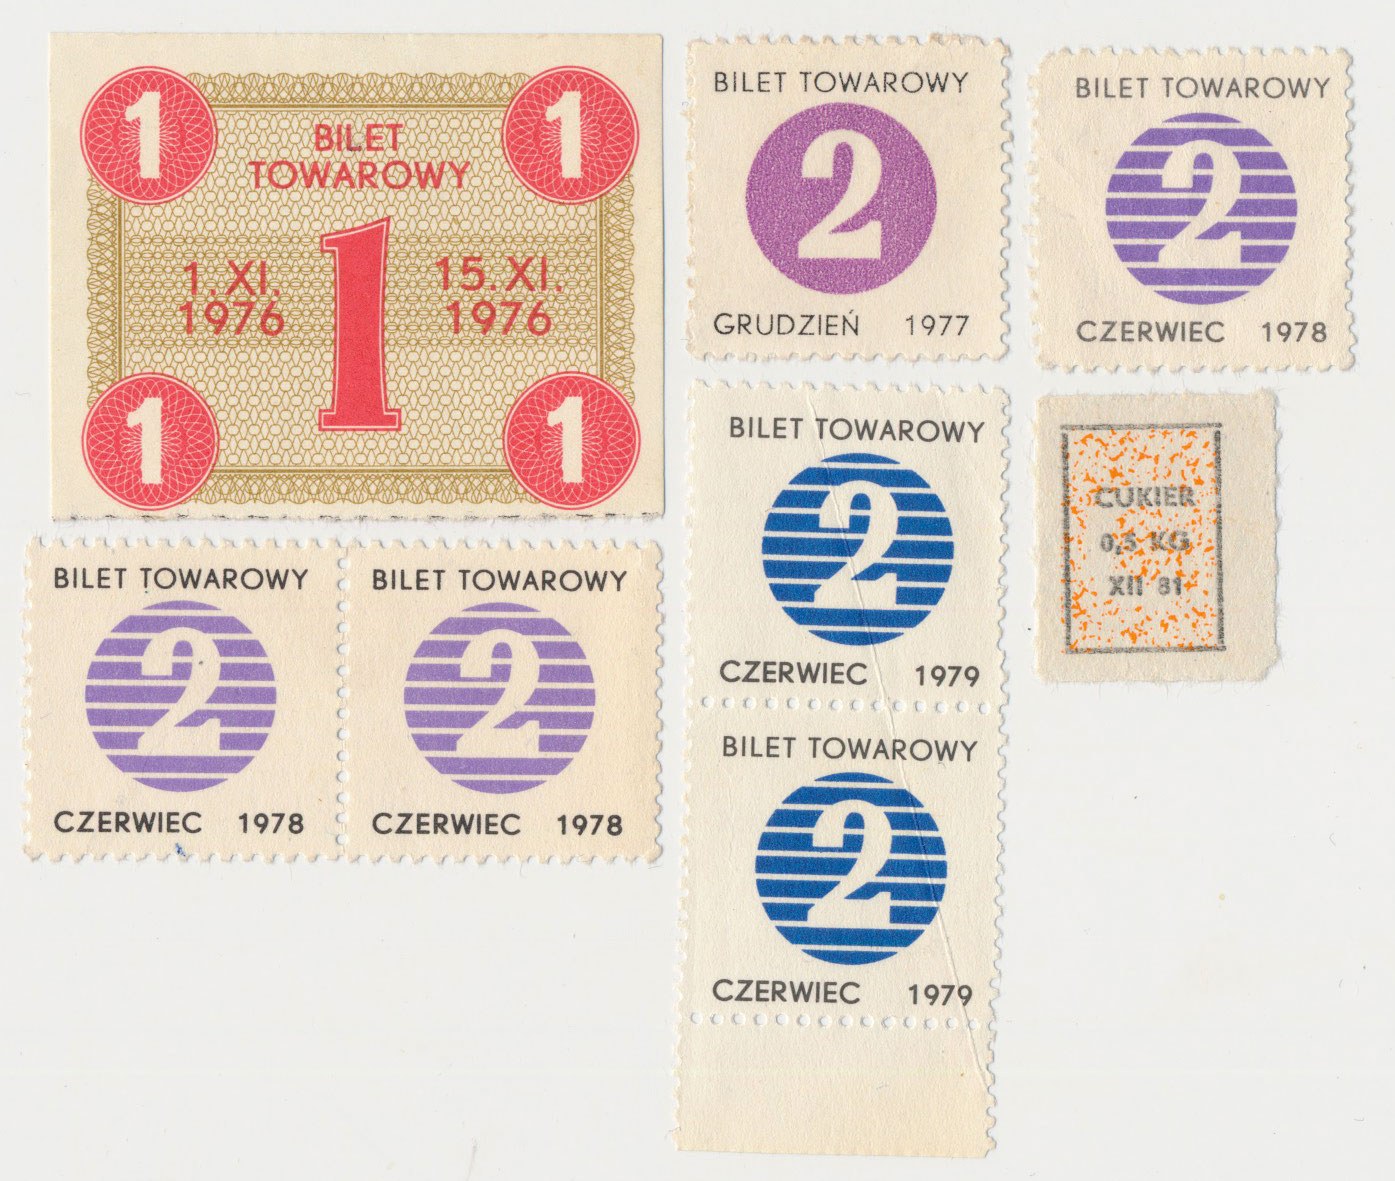 1
1
BILET
TOWAROWY
1
1. XI.
1976
15. XI.
1976
1
1
BILET TOWAROWY
2
GRUDZIEŃ 1977
BILET TOWAROWY
2
CZERWIEC 1978
BILET TOWAROWY
2
CZERWIEC 1979
BILET TOWAROWY
2
CZERWIEC 1979
CUKIER
0,5 KG
XII 81
BILET TOWAROWY
2
CZERWIEC 1978
BILET TOWAROWY
2
CZERWIEC 1978